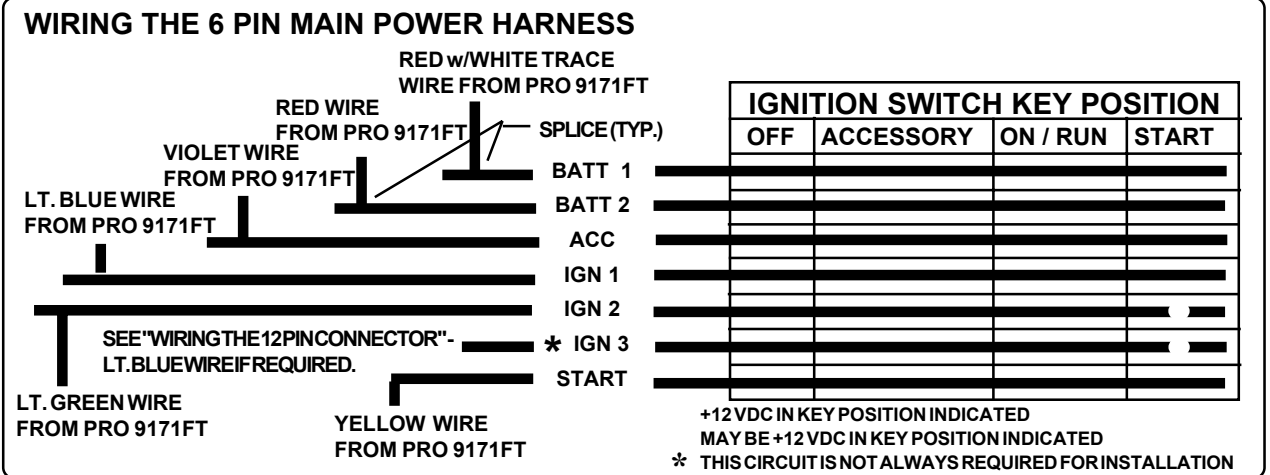 WIRING THE 6 PIN MAIN POWER HARNESS
RED w/WHITE TRACE
WIRE FROM PRO 9171FT
RED WIRE
FROM PRO 9171FT
SPLICE (TYP.)
VIOLET WIRE
FROM PRO 9171FT
LT. BLUE WIRE
FROM PRO 9171FT
IGNITION SWITCH KEY POSITION
OFF ACCESSORY ON / RUN START
BATT 1
BATT 2
ACC
IGN 1
IGN 2
SEE "WIRING THE 12 PIN CONNECTOR" -
LT. BLUE WIRE IF REQUIRED.
* IGN 3
START
LT. GREEN WIRE
FROM PRO 9171FT
YELLOW WIRE
FROM PRO 9171FT
+12 VDC IN KEY POSITION INDICATED
MAY BE +12 VDC IN KEY POSITION INDICATED
* THIS CIRCUIT IS NOT ALWAYS REQUIRED FOR INSTALLATION